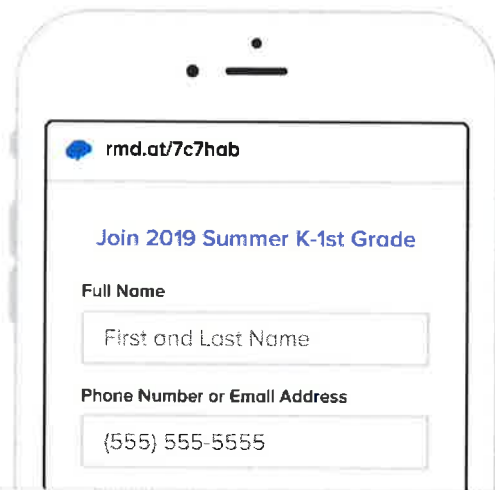 rmd.at/7c7hab
Join 2019 Summer K-1st Grade
Full Name
First and Last Name
Phone Number or Email Address
(555) 555-5555